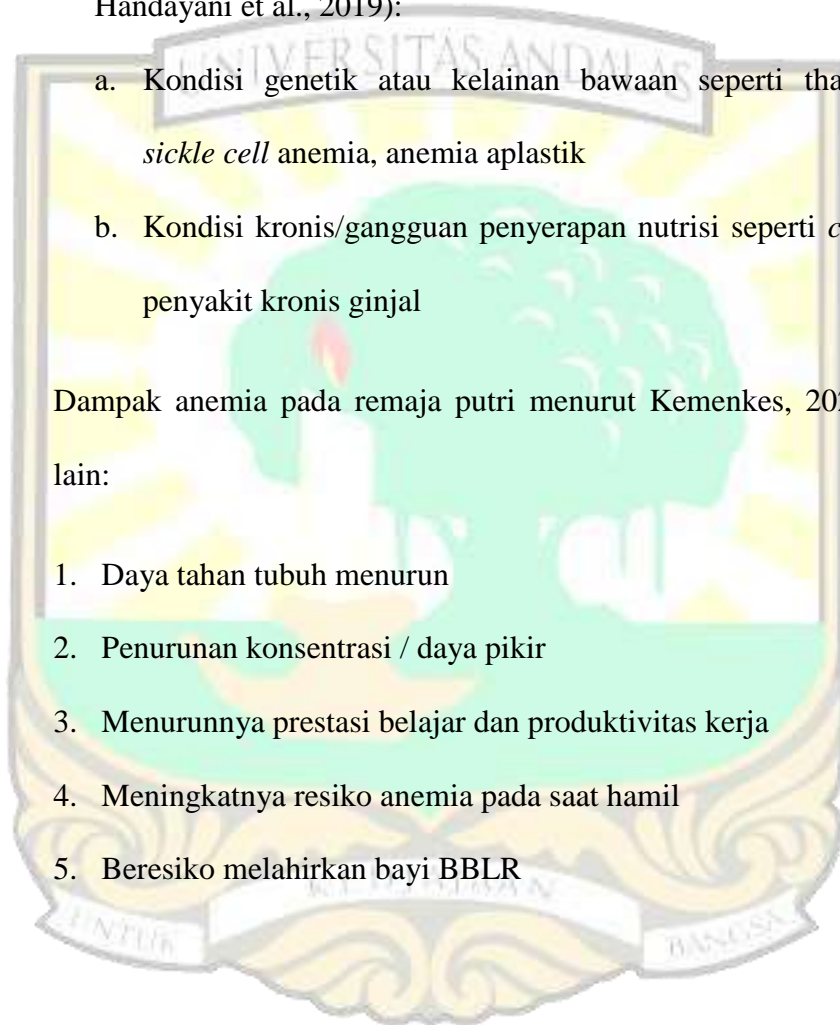 Handayani et al., 2019):
UNIVERSITAS ANDALAS
a. Kondisi genetik atau kelainan bawaan seperti
sickle cell anemia, anemia aplastik
b. Kondisi kronis/gangguan penyerapan nutrisi seperti
penyakit kronis ginjal
Dampak anemia pada remaja putri menurut Kemenkes,
lain:
1. Daya tahan tubuh menurun
2. Penurunan konsentrasi / daya pikir
3. Menurunnya prestasi belajar dan produktivitas kerja
4. Meningkatnya resiko anemia pada saat hamil
5. Beresiko melahirkan bayi BBLR
UNTUK BANGSA